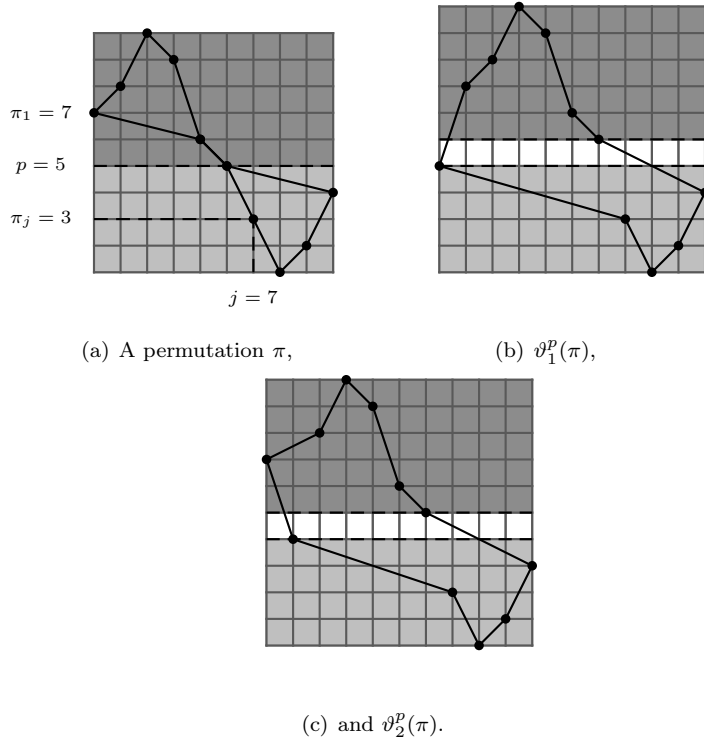 π₁ = 7
p = 5
πⱼ = 3
j = 7
(a) A permutation π,
(b) ϑ₁ᵖ(π),
(c) and ϑ₂ᵖ(π).